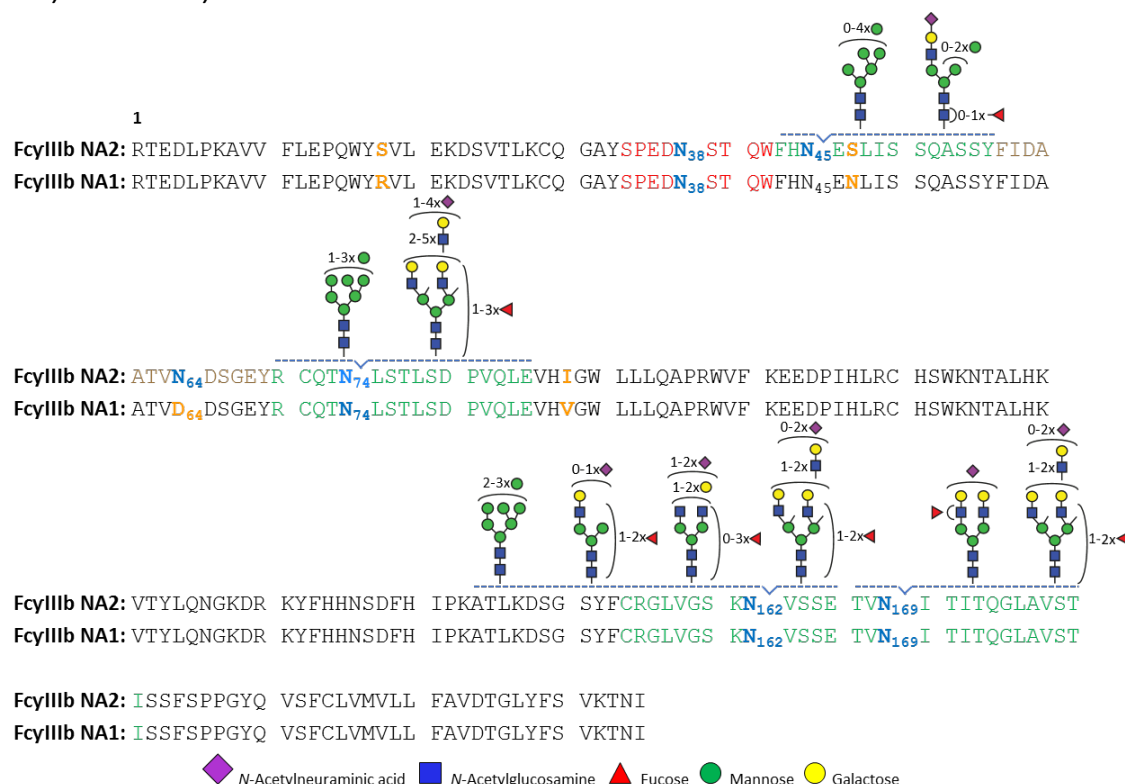 0-4x
0-2x
0-1x
1
FcγIIIb NA2: RTEDLPKAVV FLEPQWYSVL EKDSVTLKCQ GAYSPEDN38ST QWFHN45ESLIS SQASSYFIDA
FcγIIIb NA1: RTEDLPKAVV FLEPQWYRVL EKDSVTLKCQ GAYSPEDN38ST QWFHN45ENLIS SQASSYFIDA
1-4x
2-5x
1-3x
1-3x
FcγIIIb NA2: ATVN64DSGEYR CQTN74LSTLSD PVQLEVHIGW LLLQAPRWVF KEEDPIHLRC HSWKNTALHK
FcγIIIb NA1: ATVD64DSGEYR CQTN74LSTLSD PVQLEVHVGW LLLQAPRWVF KEEDPIHLRC HSWKNTALHK
0-2x
0-2x
2-3x
0-1x
1-2x
1-2x
1-2x
1-2x
1-2x
0-3x
1-2x
1-2x
FcγIIIb NA2: VTYLQNGKDR KYFHHNSDFH IPKATLKDSG SYFCRGLVGS KN162VSSE TVN169I TITQGLAVST
FcγIIIb NA1: VTYLQNGKDR KYFHHNSDFH IPKATLKDSG SYFCRGLVGS KN162VSSE TVN169I TITQGLAVST
FcγIIIb NA2: ISSFSPPGYQ VSFCLVMVLL FAVDTGLYFS VKTNI
FcγIIIb NA1: ISSFSPPGYQ VSFCLVMVLL FAVDTGLYFS VKTNI
N-Acetylneuraminic acid N-Acetylglucosamine Fucose Mannose Galactose